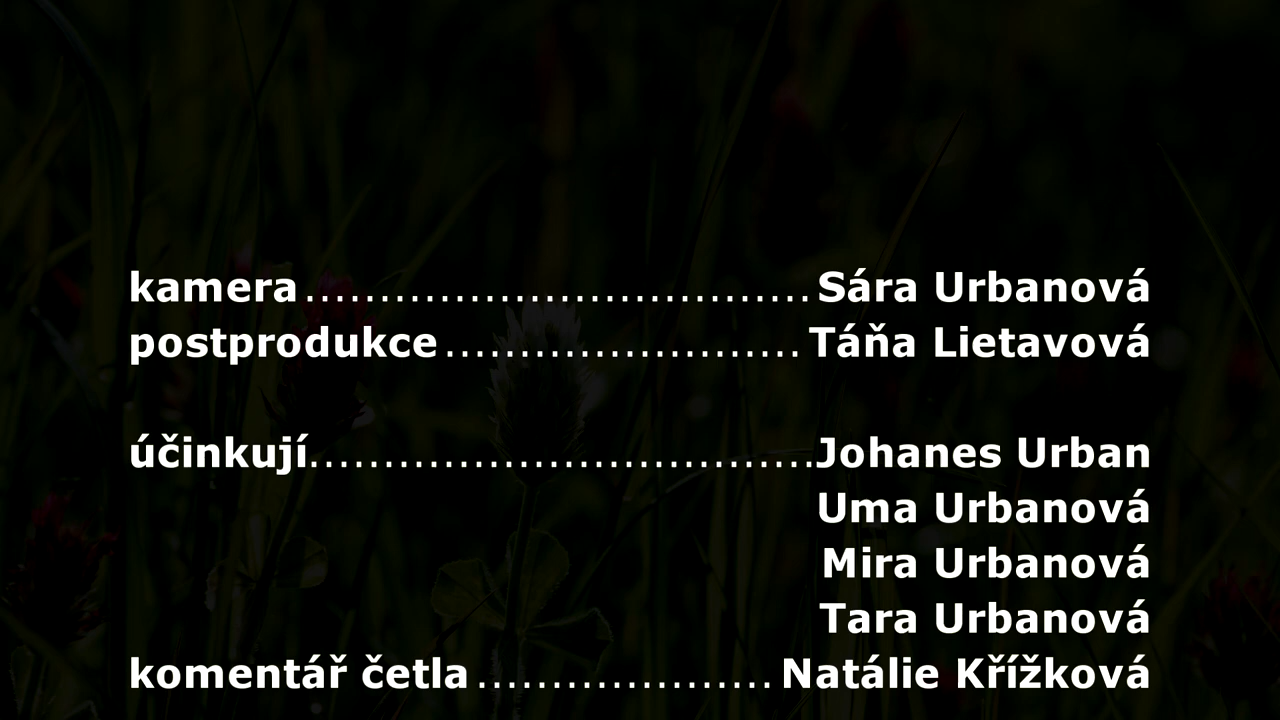 kamera..................................Sára Urbanová
postprodukce........................Táňa Lietavová
účinkují..................................Johanes Urban
Uma Urbanová
Mira Urbanová
Tara Urbanová
komentář četla....................Natálie Křížková